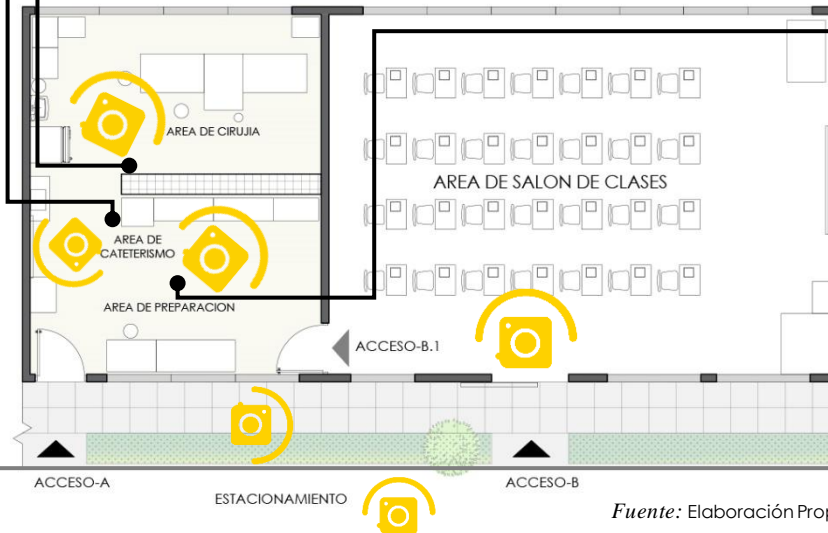 AREA DE CIRUJIA
AREA DE SALON DE CLASES
AREA DE
CATETERISMO
AREA DE PREPARACION
ACCESO-B.1
ACCESO-A
ACCESO-B
ESTACIONAMIENTO
Fuente: Elaboración Prop